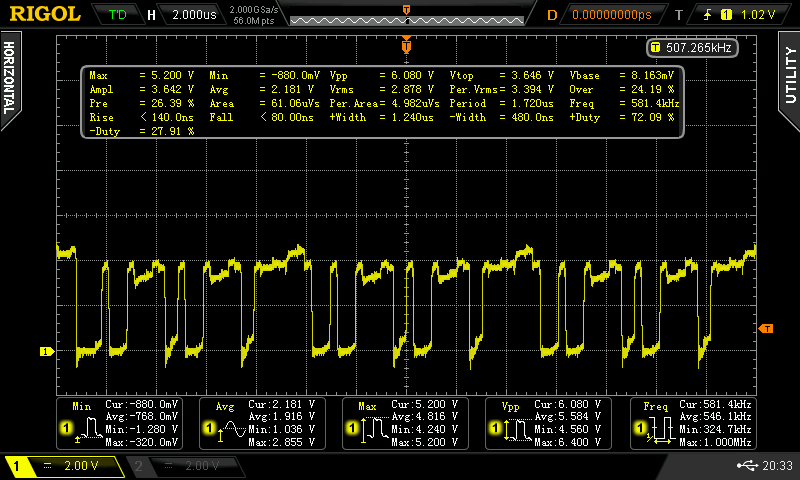 RIGOL T'D H 2.000us 2.000GSa/s D 0.00000000ps T 1 1.02 V
56.0M pts
T
T 507.265kHz
HORIZONTAL
UTILITY
Max = 5.200 V Min = -880.0mV Vpp = 6.080 V Vtop = 3.646 V Vbase = 8.163mV
Ampl = 3.642 V Avg = 2.181 V Vrms = 2.878 V Per.Vrms= 3.394 V Over = 24.19 %
Pre = 26.39 % Area = 61.06uVs Per.Area= 4.982uVs Period = 1.720us Freq = 581.4kHz
Rise < 140.0ns Fall < 80.00ns +Width = 1.240us -Width = 480.0ns +Duty = 72.09 %
-Duty = 27.91 %
T
1
T
Min Cur:-880.0mV Avg Cur:2.181 V Max Cur:5.200 V Vpp Cur:6.080 V Freq Cur:581.4kHz
Avg:-768.0mV Avg:1.916 V Avg:4.816 V Avg:5.584 V Avg:546.1kHz
1 Min:-1.280 V 1 Min:1.036 V 1 Min:4.240 V 1 Min:4.560 V 1 Min:324.7kHz
Max:-320.0mV Max:2.855 V Max:5.200 V Max:6.400 V Max:1.000MHz
1 2.00 V 2 2.00 V 20:33